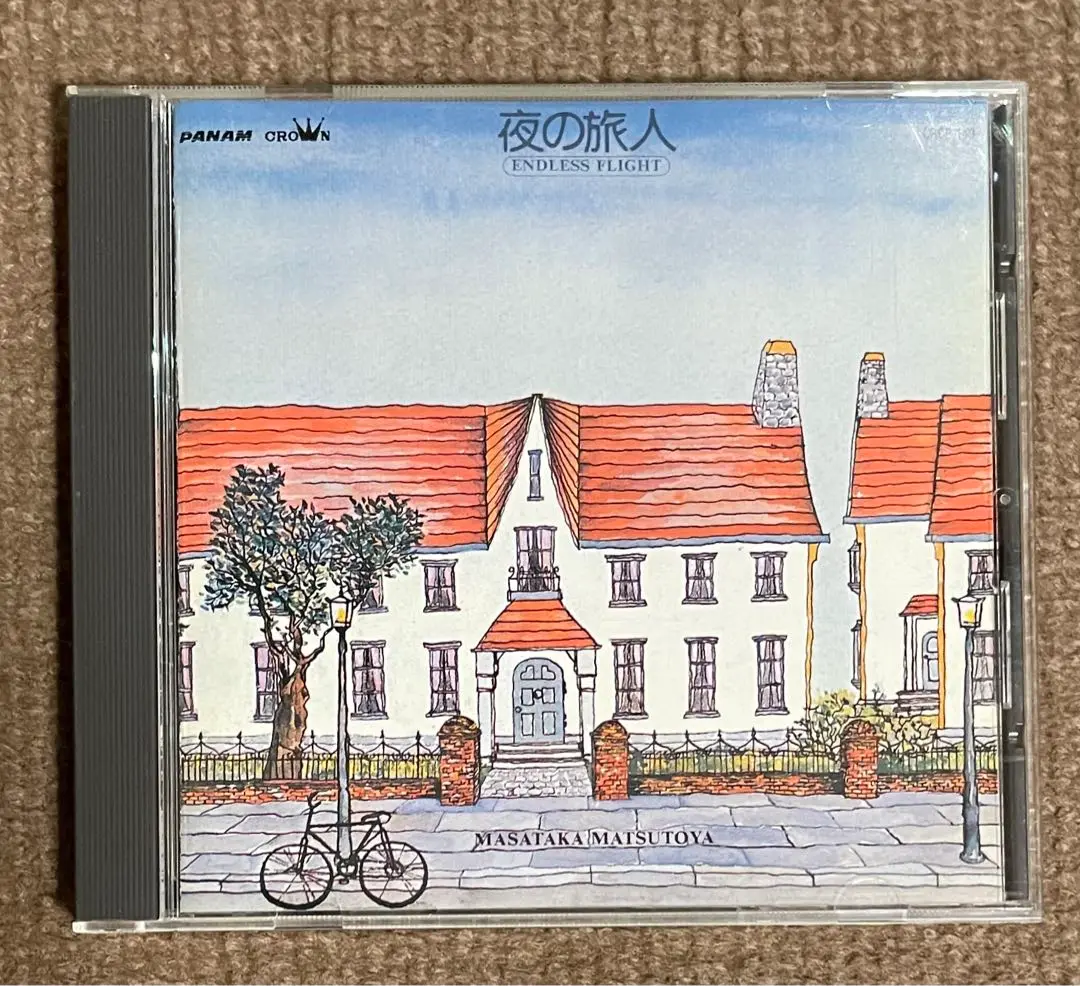 PANAM CROWN
夜の旅人
ENDLESS FLIGHT
MASATAKA MATSUTOYA